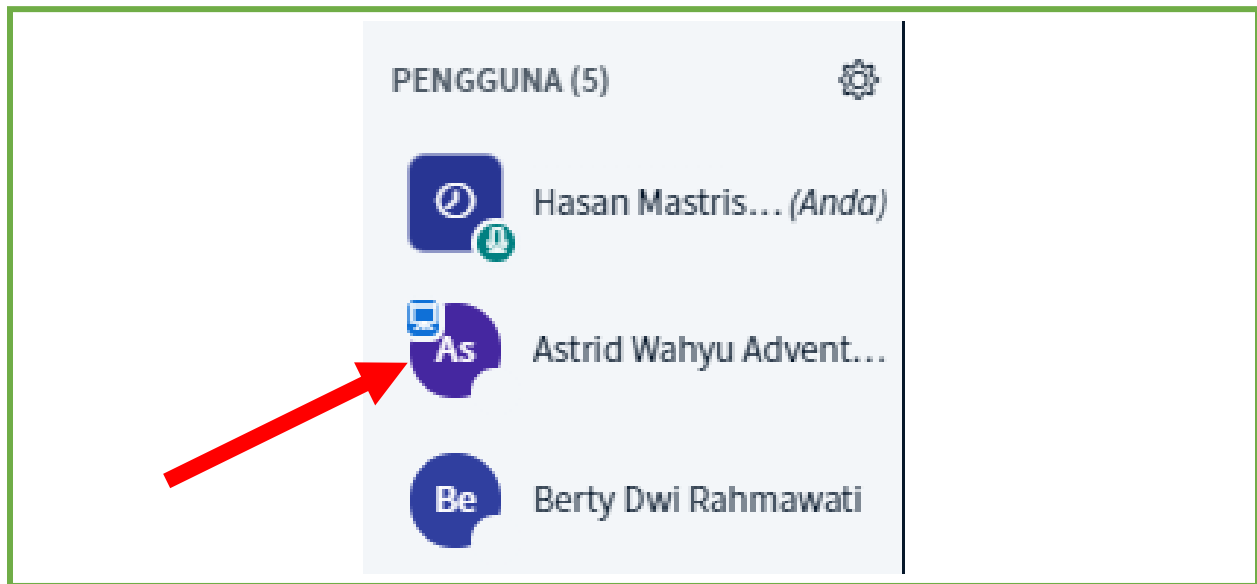 PENGGUNA (5)
Hasan Mastris... (Anda)
As
Astrid Wahyu Advent...
Be
Berty Dwi Rahmawati